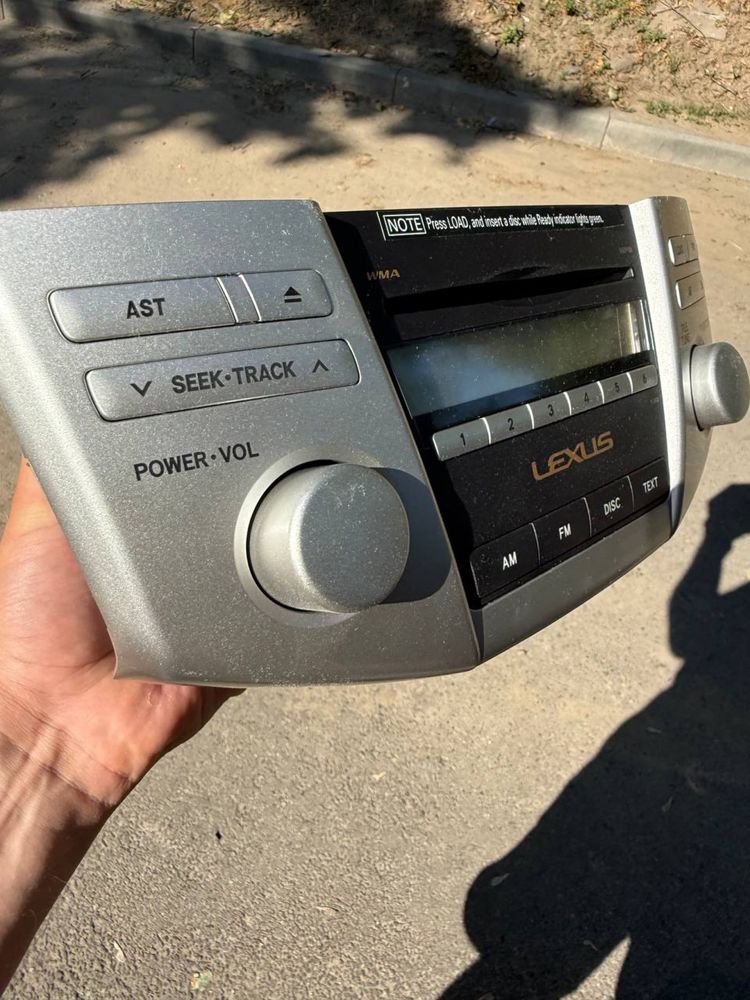 NOTE Press LOAD, and insert a disc while Ready indicator lights green.
WMA
AST
SEEK•TRACK
POWER•VOL
1 2 3 4 5 6
LEXUS
AM FM DISC TEXT